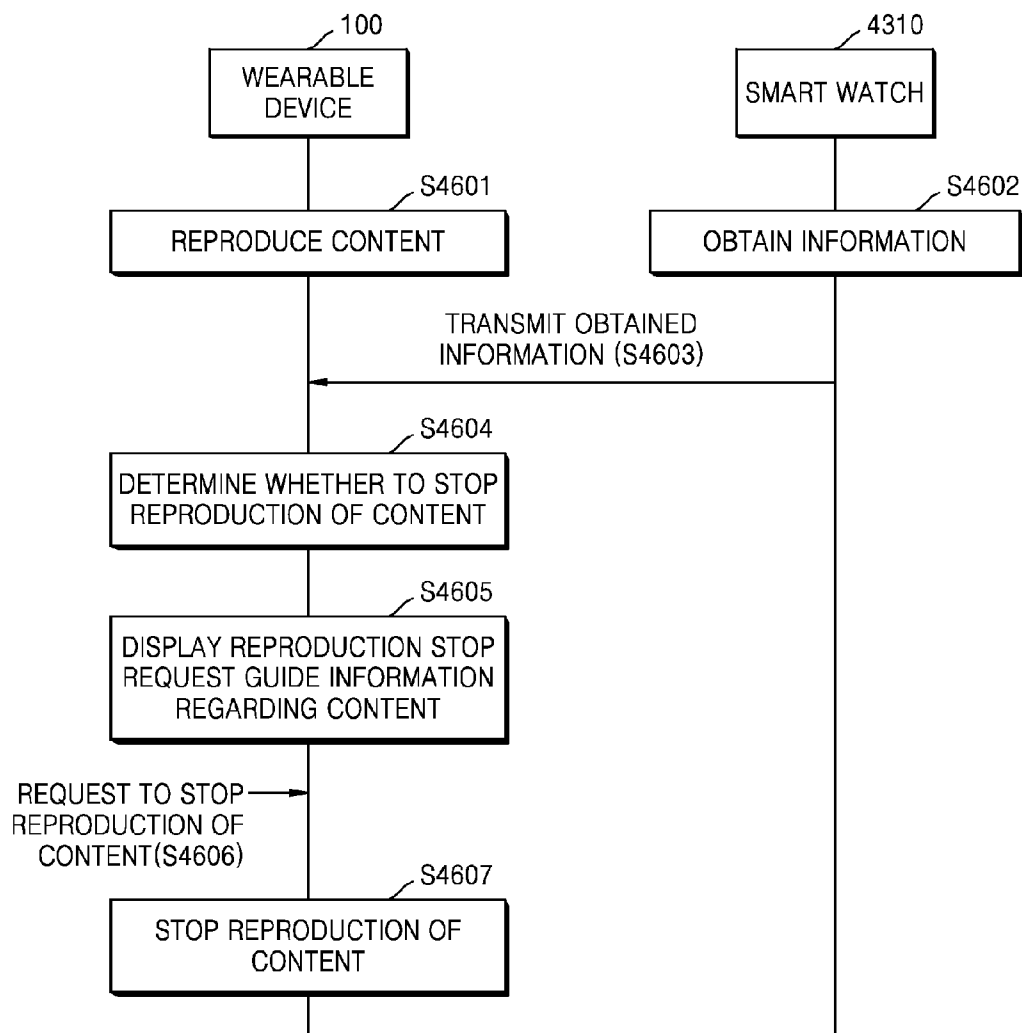 100
WEARABLE
DEVICE
4310
SMART WATCH
S4601
REPRODUCE CONTENT
S4602
OBTAIN INFORMATION
TRANSMIT OBTAINED
INFORMATION (S4603)
S4604
DETERMINE WHETHER TO STOP
REPRODUCTION OF CONTENT
S4605
DISPLAY REPRODUCTION STOP
REQUEST GUIDE INFORMATION
REGARDING CONTENT
REQUEST TO STOP
REPRODUCTION OF
CONTENT(S4606)
S4607
STOP REPRODUCTION OF
CONTENT